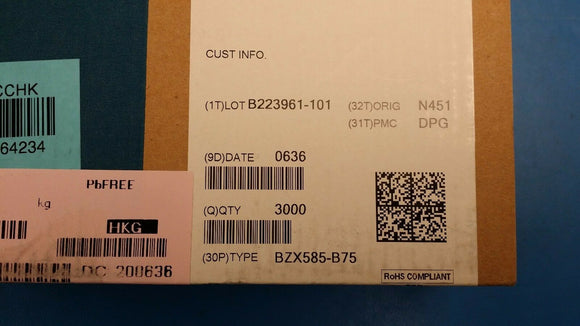 CUST INFO.
(1T)LOT B223961-101 (32T)ORIG N451
(31T)PMC DPG
(9D)DATE 0636
(Q)QTY 3000
(30P)TYPE BZX585-B75
RoHS COMPLIANT
CCHK
64234
PbFREE
kg
HKG
DC 200636